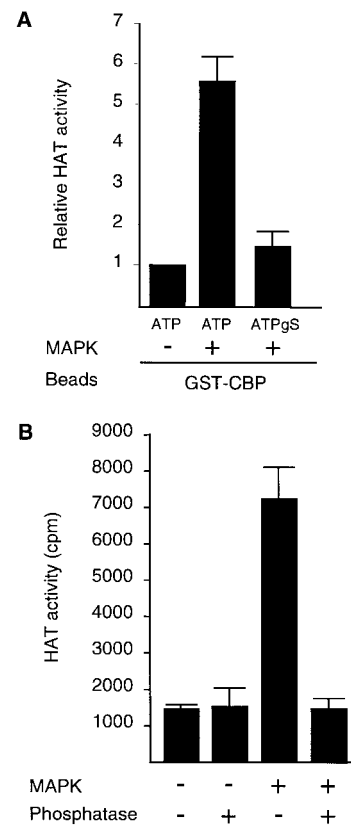 A
7
6
5
4
3
2
1
Relative HAT activity
ATP ATP ATPgS
MAPK - + +
Beads GST-CBP
B
9000
8000
7000
6000
5000
4000
3000
2000
1000
HAT activity (cpm)
MAPK - - + +
Phosphatase - + - +